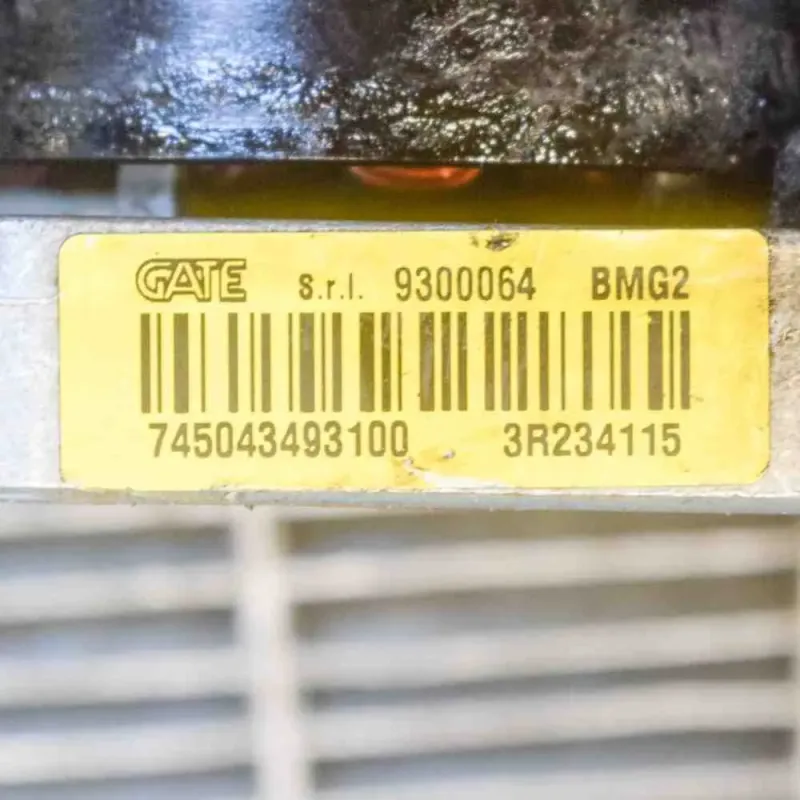 GATE S.r.l. 9300064 BMG2
745043493100 3R234115